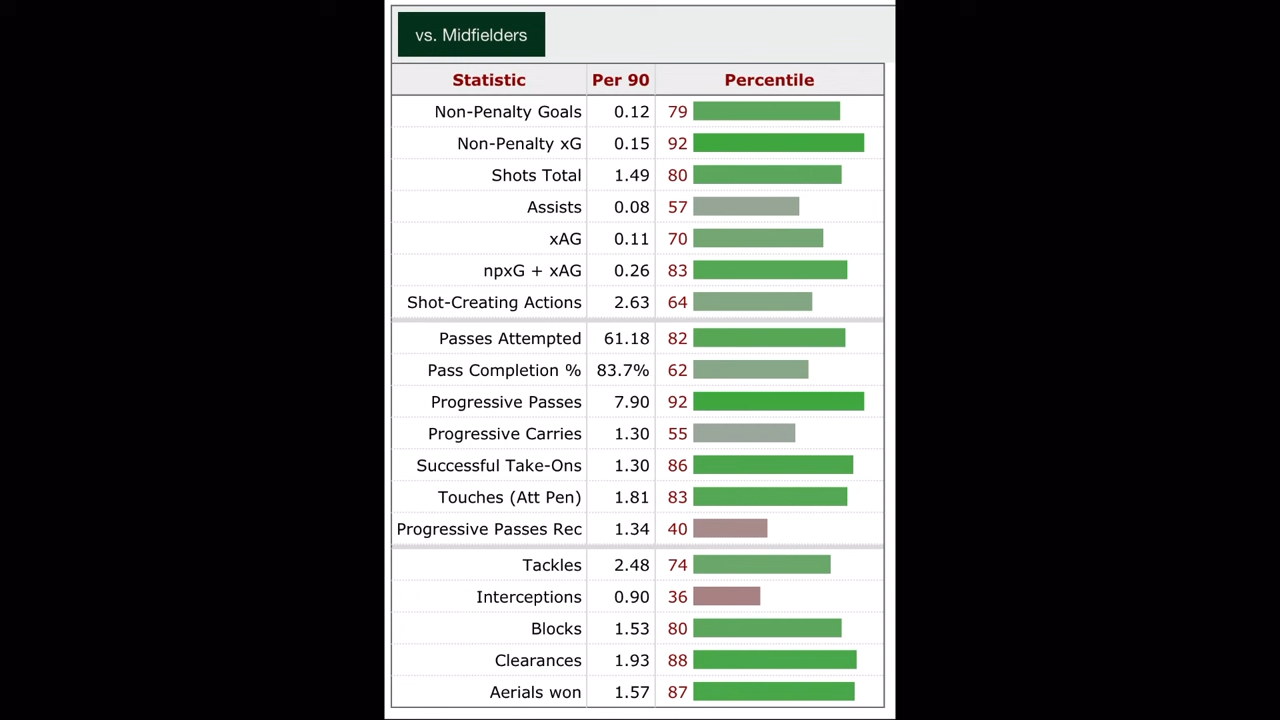 vs. Midfielders
Statistic Per 90 Percentile
Non-Penalty Goals 0.12 79
Non-Penalty xG 0.15 92
Shots Total 1.49 80
Assists 0.08 57
xAG 0.11 70
npxG + xAG 0.26 83
Shot-Creating Actions 2.63 64
Passes Attempted 61.18 82
Pass Completion % 83.7% 62
Progressive Passes 7.90 92
Progressive Carries 1.30 55
Successful Take-Ons 1.30 86
Touches (Att Pen) 1.81 83
Progressive Passes Rec 1.34 40
Tackles 2.48 74
Interceptions 0.90 36
Blocks 1.53 80
Clearances 1.93 88
Aerials won 1.57 87